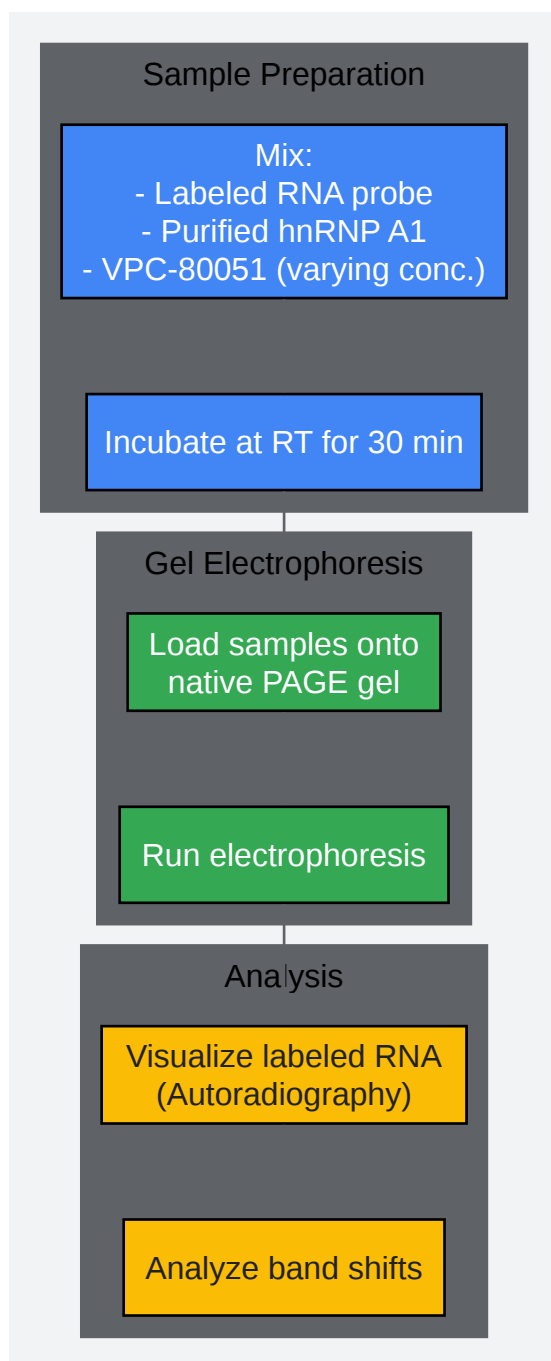 Sample Preparation
Mix:
- Labeled RNA probe
- Purified hnRNP A1
- VPC-80051 (varying conc.)
Incubate at RT for 30 min
Gel Electrophoresis
Load samples onto
native PAGE gel
Run electrophoresis
Analysis
Visualize labeled RNA
(Autoradiography)
Analyze band shifts